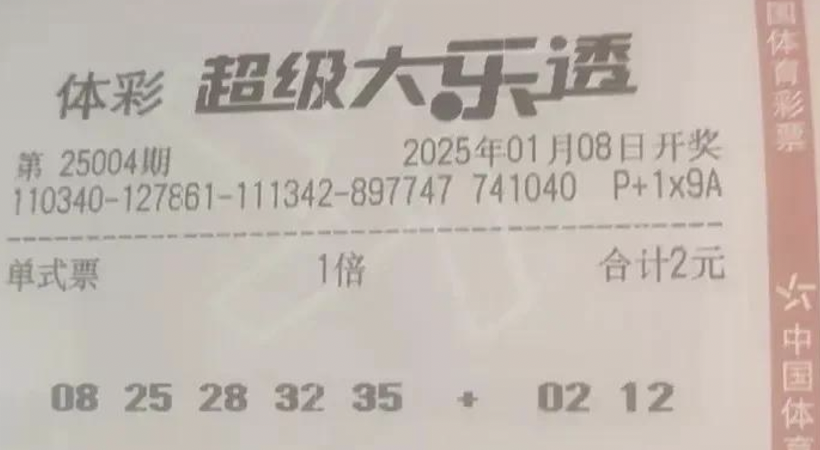 体彩 超级大乐透
第 25004期 2025年01月08日开奖
110340-127861-111342-897747 741040 P+1x9A
单式票 1倍 合计2元
08 25 28 32 35 + 02 12
国体育彩票
中国体育